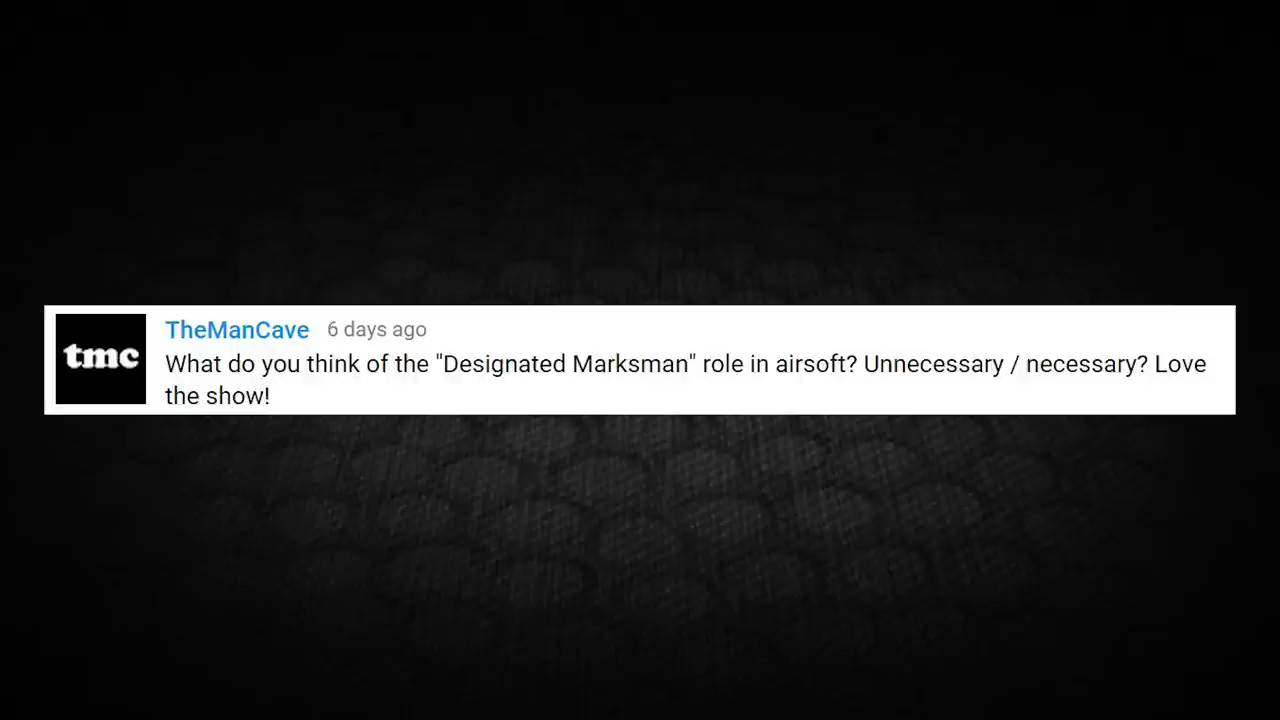 tmc
TheManCave 6 days ago
What do you think of the "Designated Marksman" role in airsoft? Unnecessary / necessary? Love
the show!